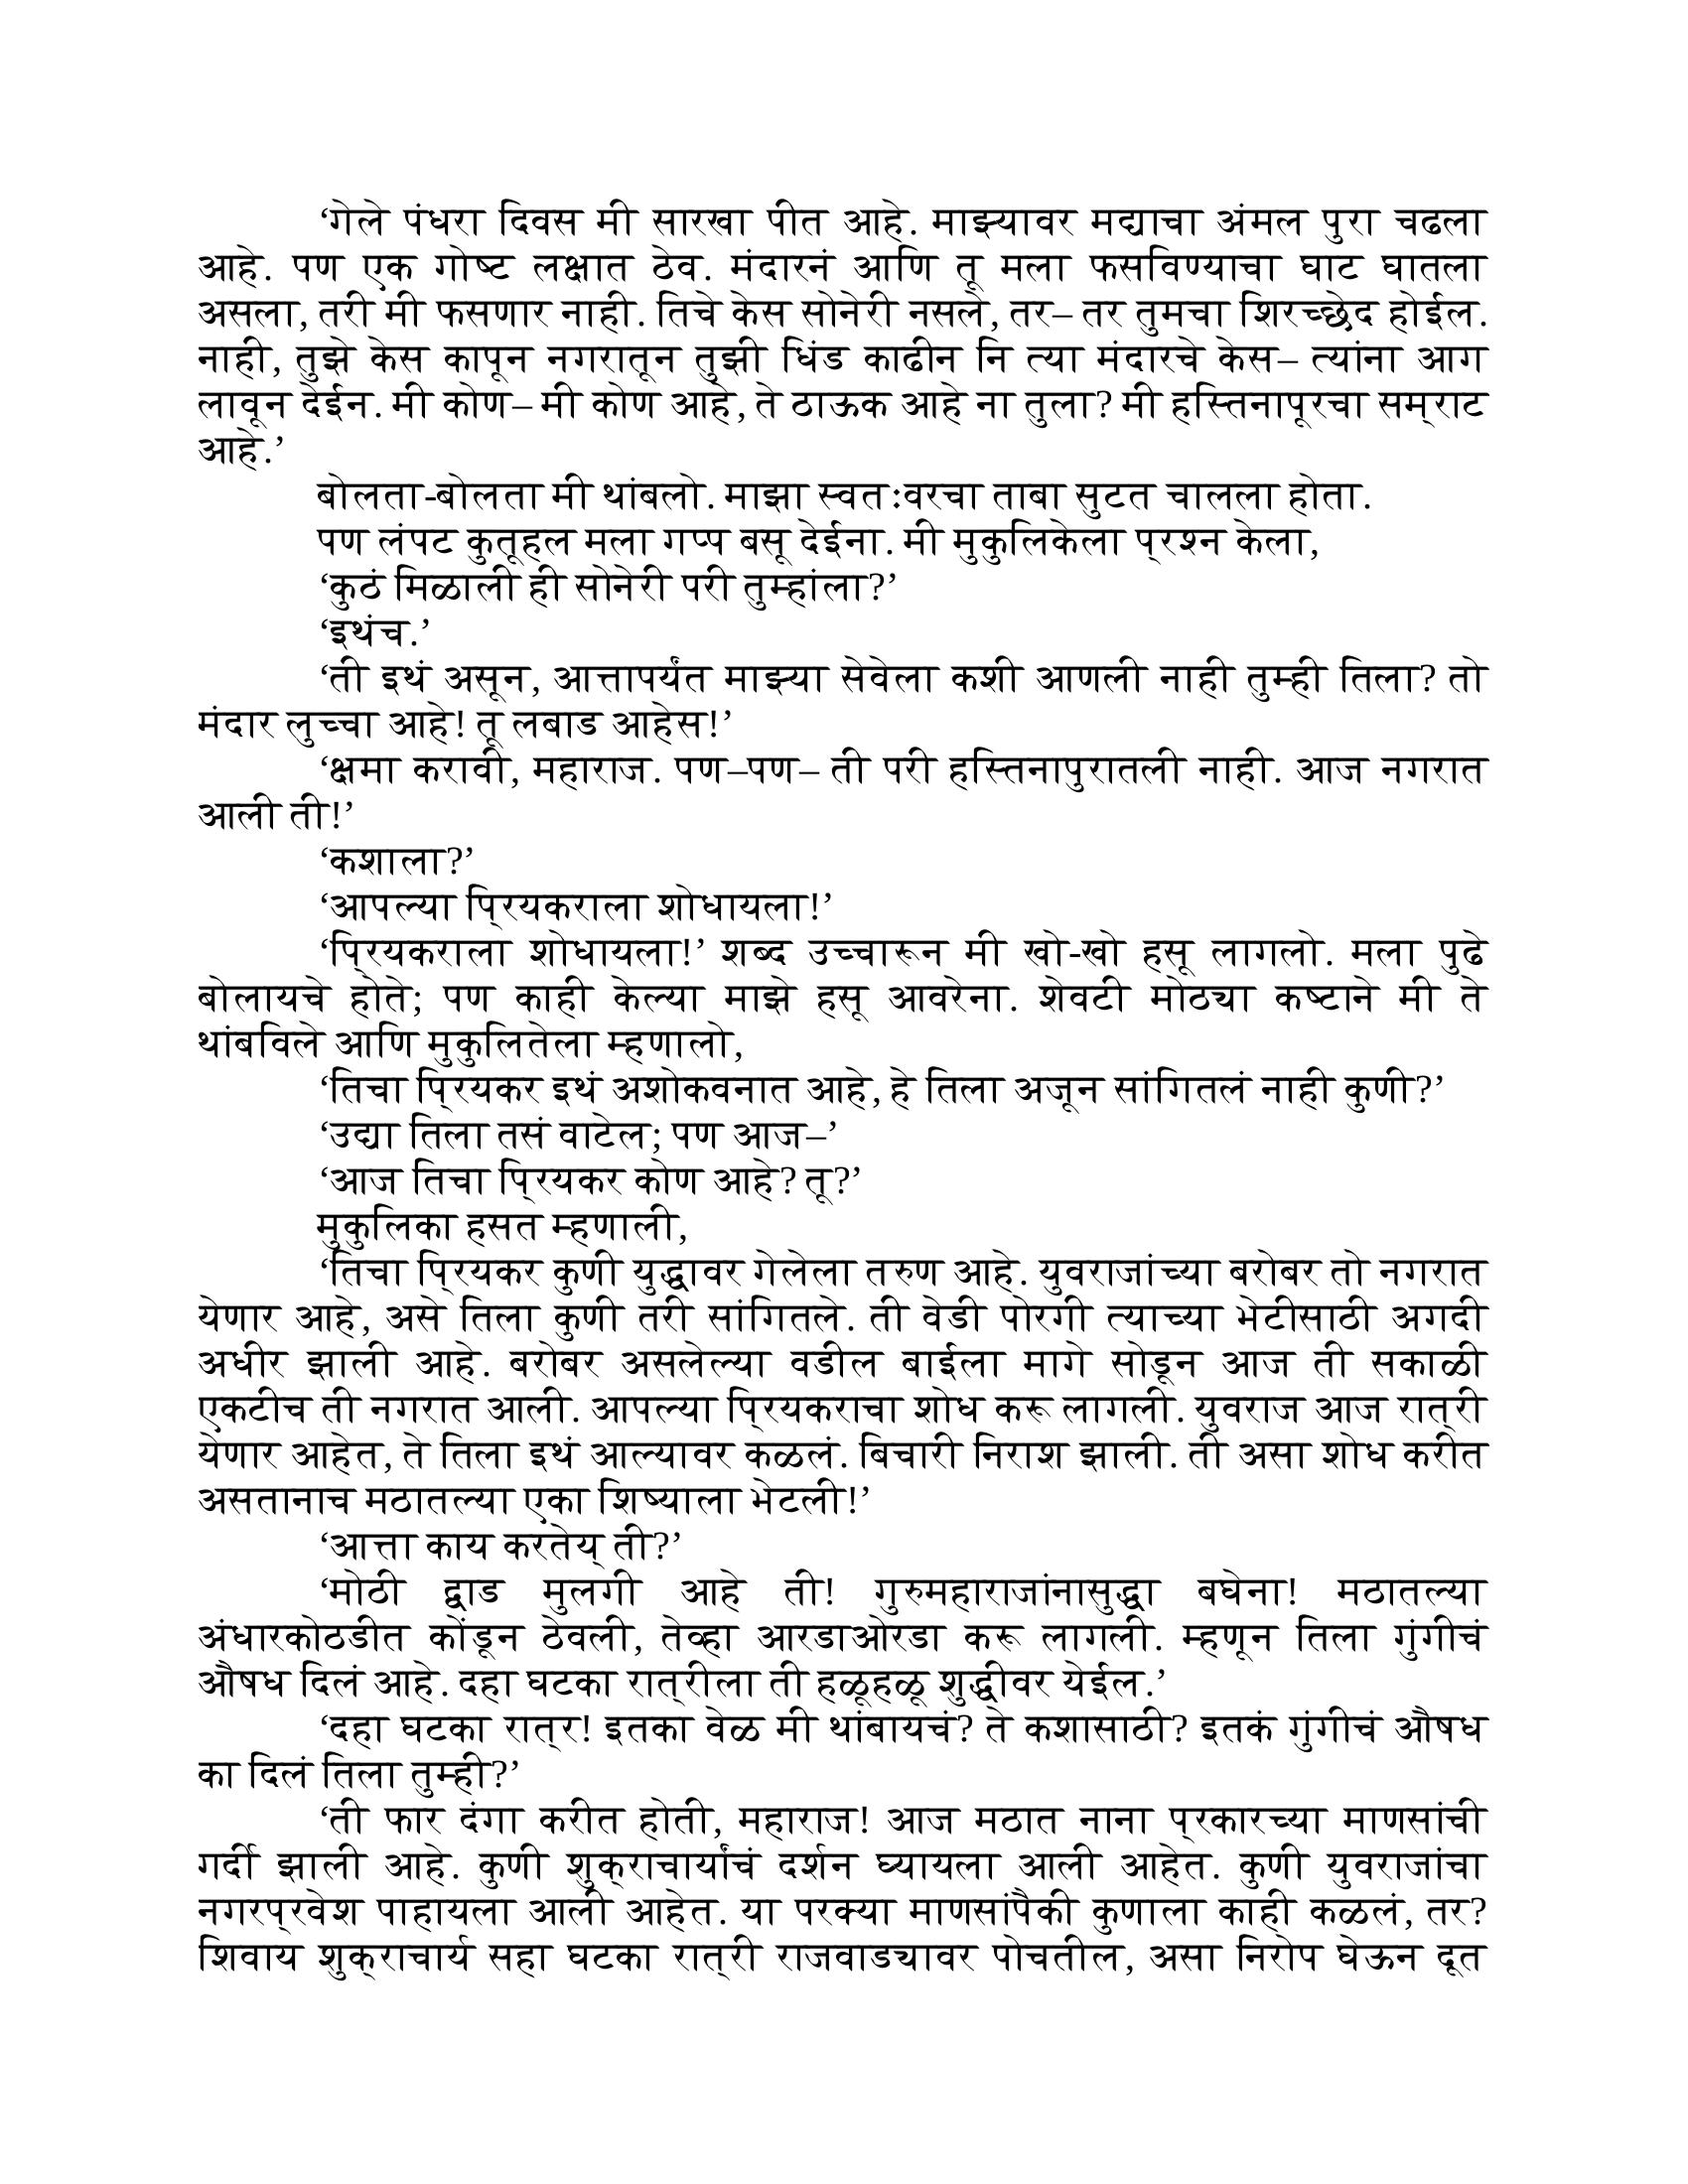 ‘गेले पंधरा दिवस मी सारखा पीत आहे. माझ्यावर मद्याचा अंमल पुरा चढला
आहे. पण एक गोष्ट लक्षात ठेव. मंदारनं आणि तू मला फसविण्याचा घाट घातला
असला, तरी मी फसणार नाही. तिचे केस सोनेरी नसले, तर– तर तुमचा शिरच्छेद होईल.
नाही, तुझे केस कापून नगरातून तुझी धिंड काढीन नि त्या मंदारचे केस– त्यांना आग
लावून देईन. मी कोण– मी कोण आहे, ते ठाऊक आहे ना तुला? मी हस्तिनापूरचा सम्राट
आहे.’
बोलता-बोलता मी थांबलो. माझा स्वतःवरचा ताबा सुटत चालला होता.
पण लंपट कुतूहल मला गप्प बसू देईना. मी मुकुलिकेला प्रश्न केला,
‘कुठं मिळाली ही सोनेरी परी तुम्हांला?’
‘इथंच.’
‘ती इथं असून, आत्तापर्यंत माझ्या सेवेला कशी आणली नाही तुम्ही तिला? तो
मंदार लुच्चा आहे! तू लबाड आहेस!’
‘क्षमा करावी, महाराज. पण–पण– ती परी हस्तिनापुरातली नाही. आज नगरात
आली ती!’
‘कशाला?’
‘आपल्या प्रियकराला शोधायला!’
‘प्रियकराला शोधायला!’ शब्द उच्चारून मी खो-खो हसू लागलो. मला पुढे
बोलायचे होते; पण काही केल्या माझे हसू आवरेना. शेवटी मोठ्या कष्टाने मी ते
थांबविले आणि मुकुलितेला म्हणालो,
‘तिचा प्रियकर इथं अशोकवनात आहे, हे तिला अजून सांगितलं नाही कुणी?’
‘उद्या तिला तसं वाटेल; पण आज–’
‘आज तिचा प्रियकर कोण आहे? तू?’
मुकुलिका हसत म्हणाली,
‘तिचा प्रियकर कुणी युद्धावर गेलेला तरुण आहे. युवराजांच्या बरोबर तो नगरात
येणार आहे, असे तिला कुणी तरी सांगितले. ती वेडी पोरगी त्याच्या भेटीसाठी अगदी
अधीर झाली आहे. बरोबर असलेल्या वडील बाईला मागे सोडून आज ती सकाळी
एकटीच ती नगरात आली. आपल्या प्रियकराचा शोध करू लागली. युवराज आज रात्री
येणार आहेत, ते तिला इथं आल्यावर कळलं. बिचारी निराश झाली. ती असा शोध करीत
असतानाच मठातल्या एका शिष्याला भेटली!’
‘आत्ता काय करतेय् ती?’
‘मोठी द्वाड मुलगी आहे ती! गुरुमहाराजांनासुद्धा बघेना! मठातल्या
अंधारकोठडीत कोंडून ठेवली, तेव्हा आरडाओरडा करू लागली. म्हणून तिला गुंगीचं
औषध दिलं आहे. दहा घटका रात्रीला ती हळूहळू शुद्धीवर येईल.’
‘दहा घटका रात्र! इतका वेळ मी थांबायचं? ते कशासाठी? इतकं गुंगीचं औषध
का दिलं तिला तुम्ही?’
‘ती फार दंगा करीत होती, महाराज! आज मठात नाना प्रकारच्या माणसांची
गर्दी झाली आहे. कुणी शुक्राचार्यांचं दर्शन घ्यायला आली आहेत. कुणी युवराजांचा
नगरप्रवेश पाहायला आली आहेत. या परक्या माणसांपैकी कुणाला काही कळलं, तर?
शिवाय शुक्राचार्य सहा घटका रात्री राजवाड्यावर पोचतील, असा निरोप घेऊन दूत